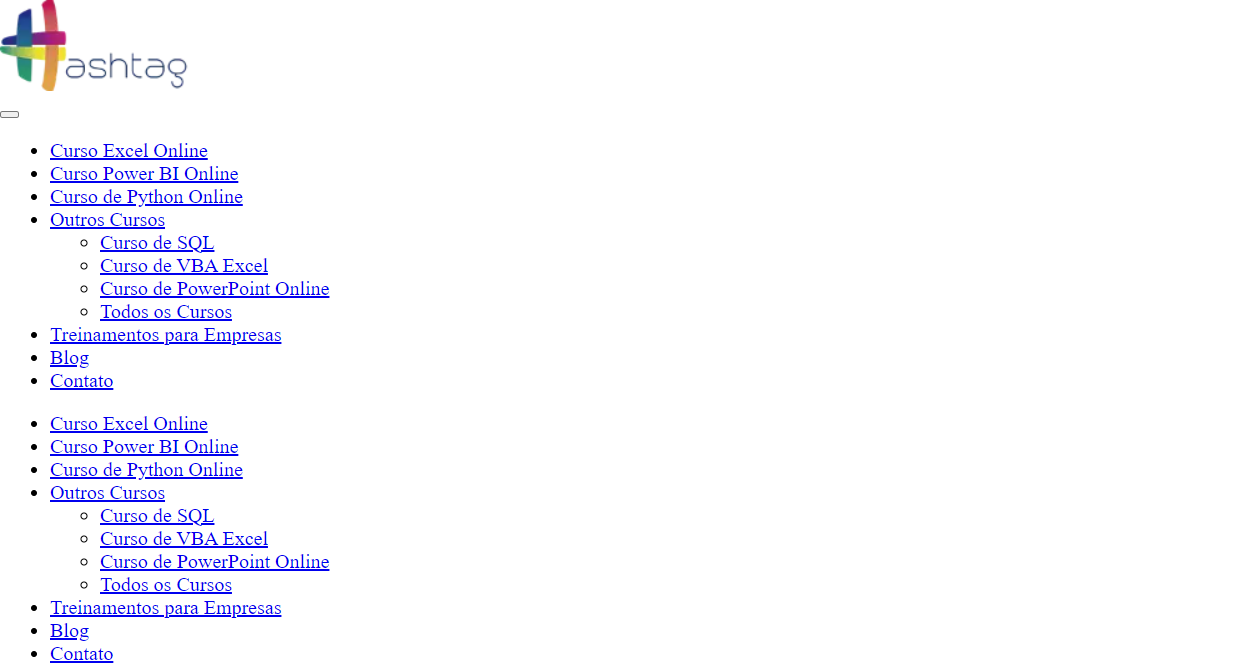 Hashtag
Curso Excel Online
Curso Power BI Online
Curso de Python Online
Outros Cursos
Curso de SQL
Curso de VBA Excel
Curso de PowerPoint Online
Todos os Cursos
Treinamentos para Empresas
Blog
Contato
Curso Excel Online
Curso Power BI Online
Curso de Python Online
Outros Cursos
Curso de SQL
Curso de VBA Excel
Curso de PowerPoint Online
Todos os Cursos
Treinamentos para Empresas
Blog
Contato